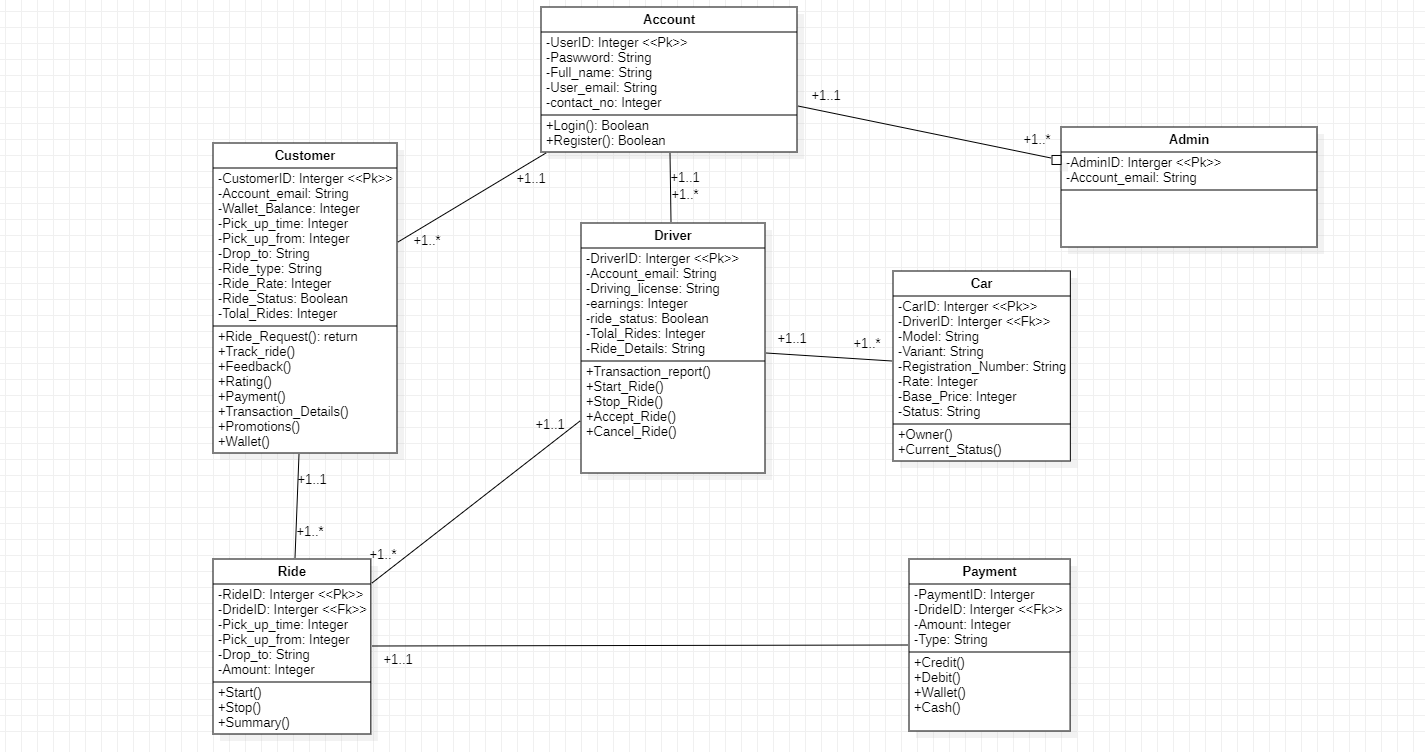 Account
-UserID: Integer <<Pk>>
-Paswword: String
-Full_name: String
-User_email: String
-contact_no: Integer
+Login(): Boolean
+Register(): Boolean
+1..1
+1..*
Admin
-AdminID: Interger <<Pk>>
-Account_email: String
+1..1
+1..*
Customer
-CustomerID: Interger <<Pk>>
-Account_email: String
-Wallet_Balance: Integer
-Pick_up_time: Integer
-Pick_up_from: Integer
-Drop_to: String
-Ride_type: String
-Ride_Rate: Integer
-Ride_Status: Boolean
-Tolal_Rides: Integer
+Ride_Request(): return
+Track_ride()
+Feedback()
+Rating()
+Payment()
+Transaction_Details()
+Promotions()
+Wallet()
+1..1
+1..*
Driver
-DriverID: Interger <<Pk>>
-Account_email: String
-Driving_license: String
-earnings: Integer
-ride_status: Boolean
-Tolal_Rides: Integer
-Ride_Details: String
+Transaction_report()
+Start_Ride()
+Stop_Ride()
+Accept_Ride()
+Cancel_Ride()
+1..1
+1..*
Car
-CarID: Interger <<Pk>>
-DriverID: Interger <<Fk>>
-Model: String
-Variant: String
-Registration_Number: String
-Rate: Integer
-Base_Price: Integer
-Status: String
+Owner()
+Current_Status()
+1..1
+1..*
+1..1
+1..*
Ride
-RideID: Interger <<Pk>>
-DrideID: Interger <<Fk>>
-Pick_up_time: Integer
-Pick_up_from: Integer
-Drop_to: String
-Amount: Integer
+Start()
+Stop()
+Summary()
+1..1
Payment
-PaymentID: Interger
-DrideID: Interger <<Fk>>
-Amount: Integer
-Type: String
+Credit()
+Debit()
+Wallet()
+Cash()